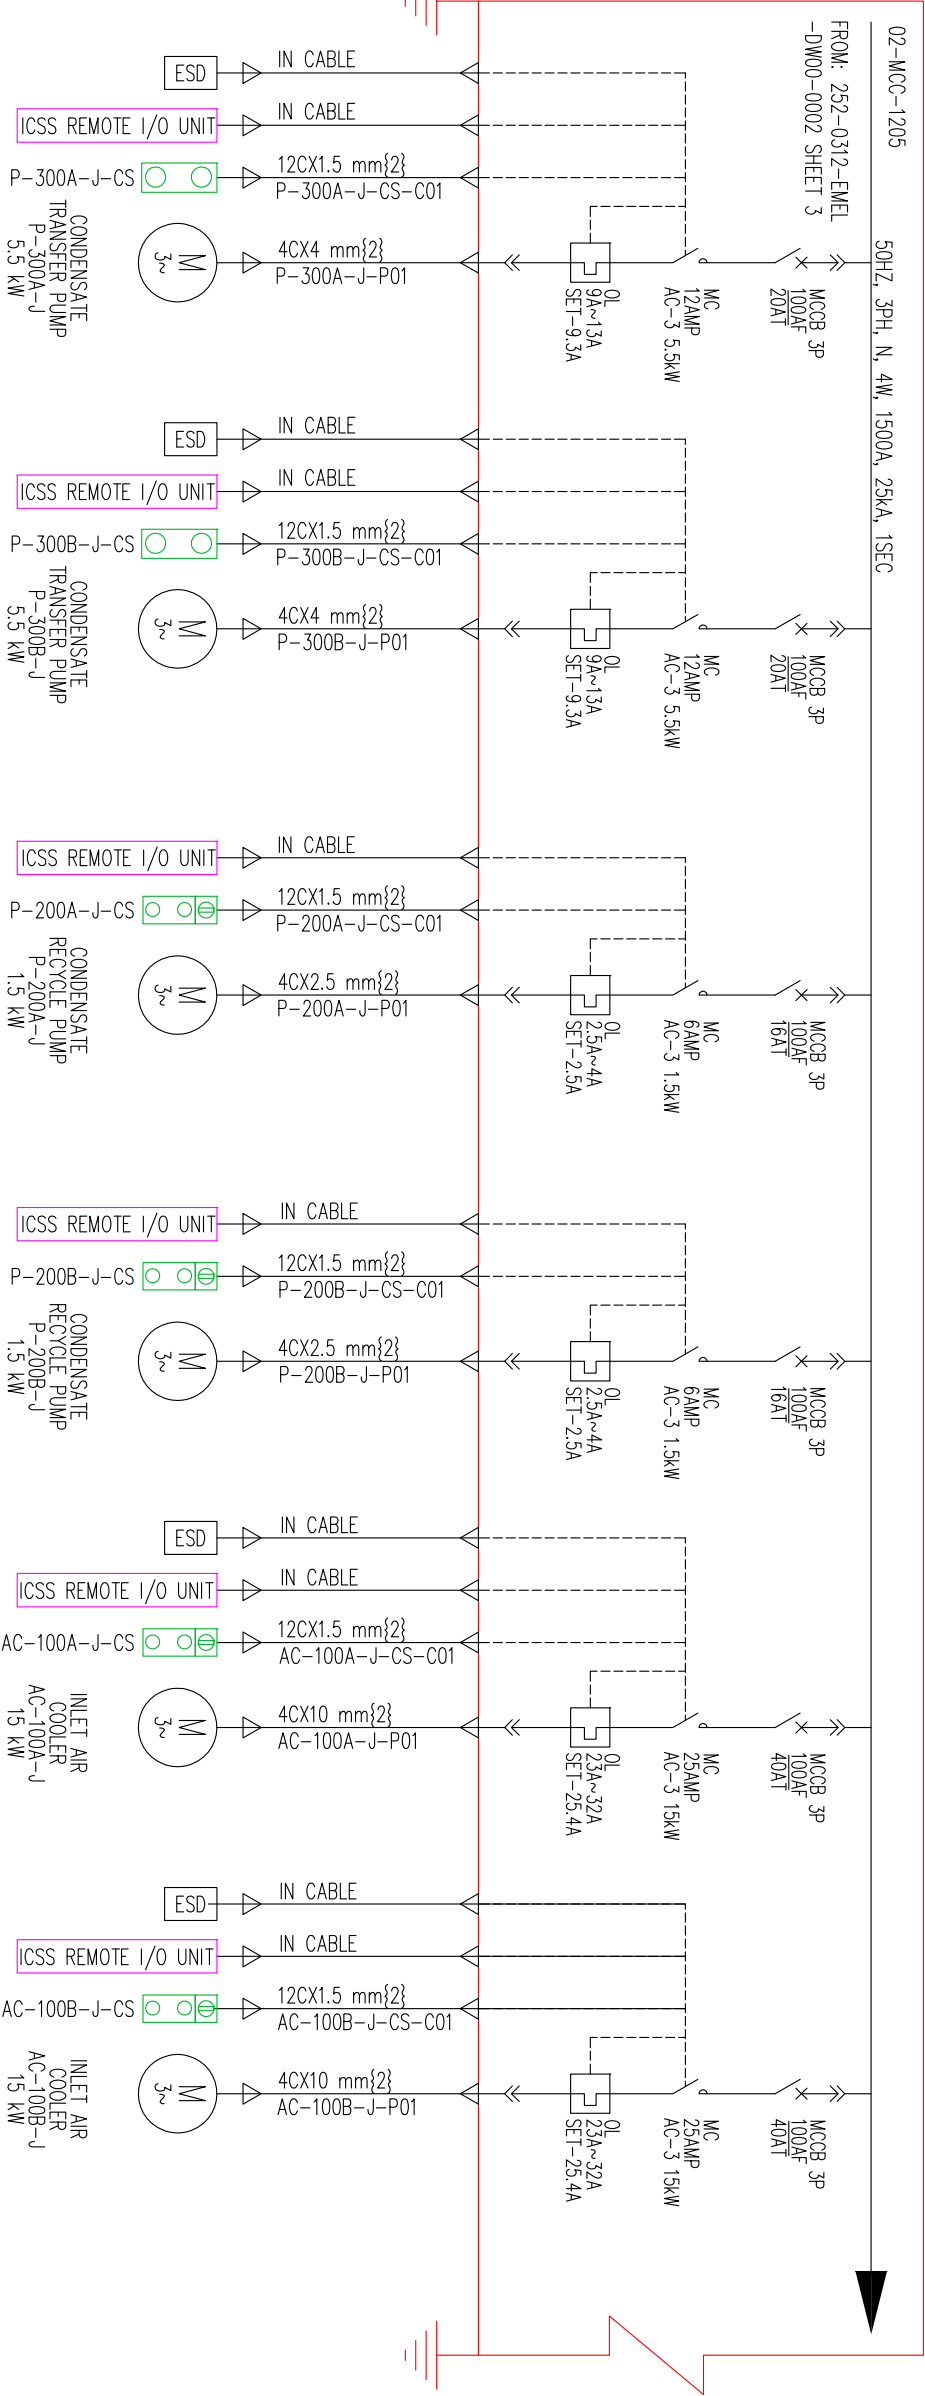 02-MCC-1205
FROM: 252-0312-EMEL
-DW00-0002 SHEET 3
50HZ, 3PH, N, 4W, 1500A, 25kA, 1SEC
MCCB 3P
100AF
20AT
MC
12AMP
AC-3 5.5kW
OL
9A~13A
SET-9.3A
IN CABLE
ESD
IN CABLE
ICSS REMOTE I/O UNIT
12CX1.5 mm{2}
P-300A-J-CS-C01
P-300A-J-CS
4CX4 mm{2}
P-300A-J-P01
M
3~
CONDENSATE
TRANSFER PUMP
P-300A-J
5.5 kW
MCCB 3P
100AF
20AT
MC
12AMP
AC-3 5.5kW
OL
9A~13A
SET-9.3A
IN CABLE
ESD
IN CABLE
ICSS REMOTE I/O UNIT
12CX1.5 mm{2}
P-300B-J-CS-C01
P-300B-J-CS
4CX4 mm{2}
P-300B-J-P01
M
3~
CONDENSATE
TRANSFER PUMP
P-300B-J
5.5 kW
MCCB 3P
100AF
16AT
MC
6AMP
AC-3 1.5kW
OL
2.5A~4A
SET-2.5A
IN CABLE
ICSS REMOTE I/O UNIT
12CX1.5 mm{2}
P-200A-J-CS-C01
P-200A-J-CS
4CX2.5 mm{2}
P-200A-J-P01
M
3~
CONDENSATE
RECYCLE PUMP
P-200A-J
1.5 kW
MCCB 3P
100AF
16AT
MC
6AMP
AC-3 1.5kW
OL
2.5A~4A
SET-2.5A
IN CABLE
ICSS REMOTE I/O UNIT
12CX1.5 mm{2}
P-200B-J-CS-C01
P-200B-J-CS
4CX2.5 mm{2}
P-200B-J-P01
M
3~
CONDENSATE
RECYCLE PUMP
P-200B-J
1.5 kW
MCCB 3P
100AF
40AT
MC
25AMP
AC-3 15kW
OL
23A~32A
SET-25.4A
IN CABLE
ESD
IN CABLE
ICSS REMOTE I/O UNIT
12CX1.5 mm{2}
AC-100A-J-CS-C01
AC-100A-J-CS
4CX10 mm{2}
AC-100A-J-P01
M
3~
INLET AIR
COOLER
AC-100A-J
15 kW
MCCB 3P
100AF
40AT
MC
25AMP
AC-3 15kW
OL
23A~32A
SET-25.4A
IN CABLE
ESD
IN CABLE
ICSS REMOTE I/O UNIT
12CX1.5 mm{2}
AC-100B-J-CS-C01
AC-100B-J-CS
4CX10 mm{2}
AC-100B-J-P01
M
3~
INLET AIR
COOLER
AC-100B-J
15 kW